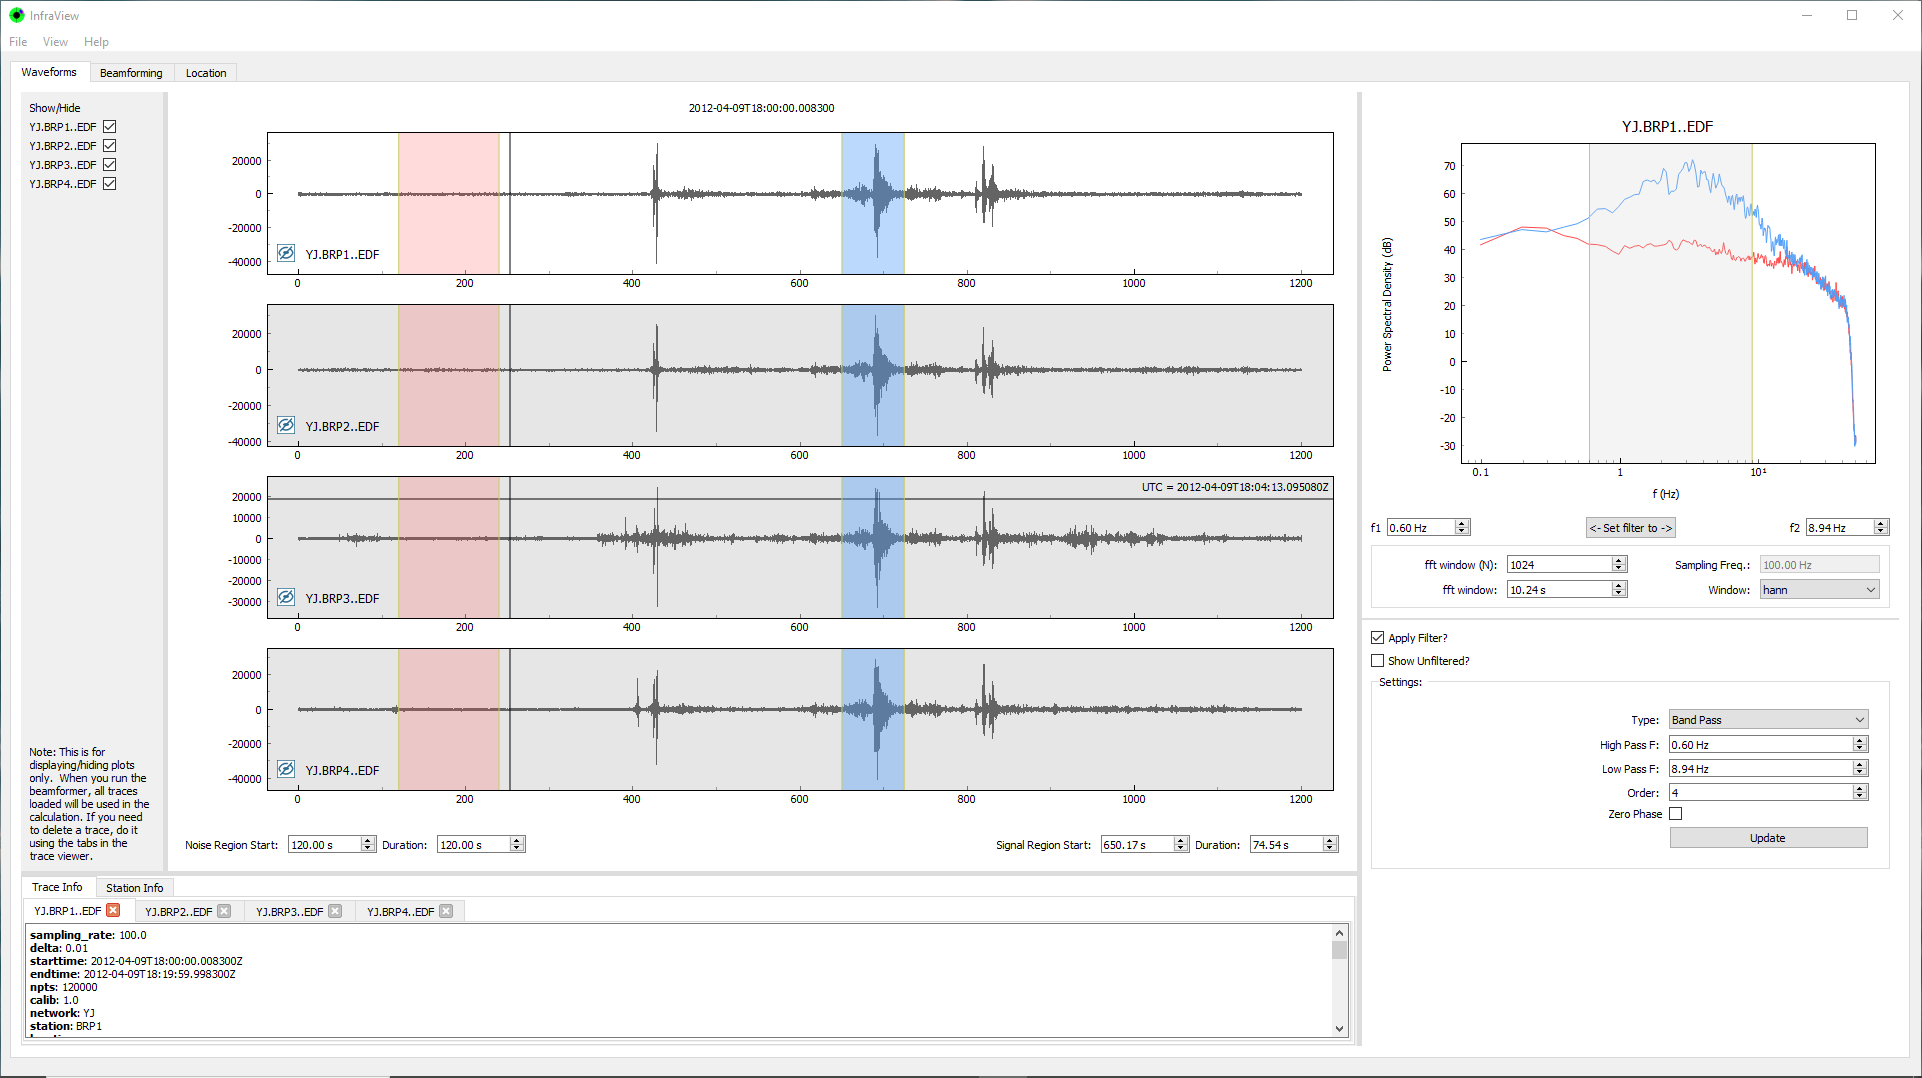 InfraView
File View Help
Waveforms Beamforming Location
Show/Hide
YJ.BRP1..EDF
YJ.BRP2..EDF
YJ.BRP3..EDF
YJ.BRP4..EDF
Note: This is for
displaying/hiding plots
only. When you run the
beamformer, all traces
loaded will be used in the
calculation. If you need
to delete a trace, do it
using the tabs in the
trace viewer.
2012-04-09T18:00:00.008300
20000
0
-20000
-40000
YJ.BRP1..EDF
0 200 400 600 800 1000 1200
20000
0
-20000
-40000
YJ.BRP2..EDF
0 200 400 600 800 1000 1200
UTC = 2012-04-09T18:04:13.095080Z
20000
10000
0
-10000
-20000
-30000
YJ.BRP3..EDF
0 200 400 600 800 1000 1200
20000
0
-20000
-40000
YJ.BRP4..EDF
0 200 400 600 800 1000 1200
Noise Region Start: 120.00 s Duration: 120.00 s Signal Region Start: 650.17 s Duration: 74.54 s
YJ.BRP1..EDF
Power Spectral Density (dB)
70
60
50
40
30
20
10
0
-10
-20
-30
0.1 1 10¹
f (Hz)
f1 0.60 Hz <- Set filter to -> f2 8.94 Hz
fft window (N): 1024 Sampling Freq.: 100.00 Hz
fft window: 10.24 s Window: hann
Apply Filter?
Show Unfiltered?
Settings:
Type: Band Pass
High Pass F: 0.60 Hz
Low Pass F: 8.94 Hz
Order: 4
Zero Phase
Update
Trace Info Station Info
YJ.BRP1..EDF YJ.BRP2..EDF YJ.BRP3..EDF YJ.BRP4..EDF
sampling_rate: 100.0
delta: 0.01
starttime: 2012-04-09T18:00:00.008300Z
endtime: 2012-04-09T18:19:59.998300Z
npts: 120000
calib: 1.0
network: YJ
station: BRP1